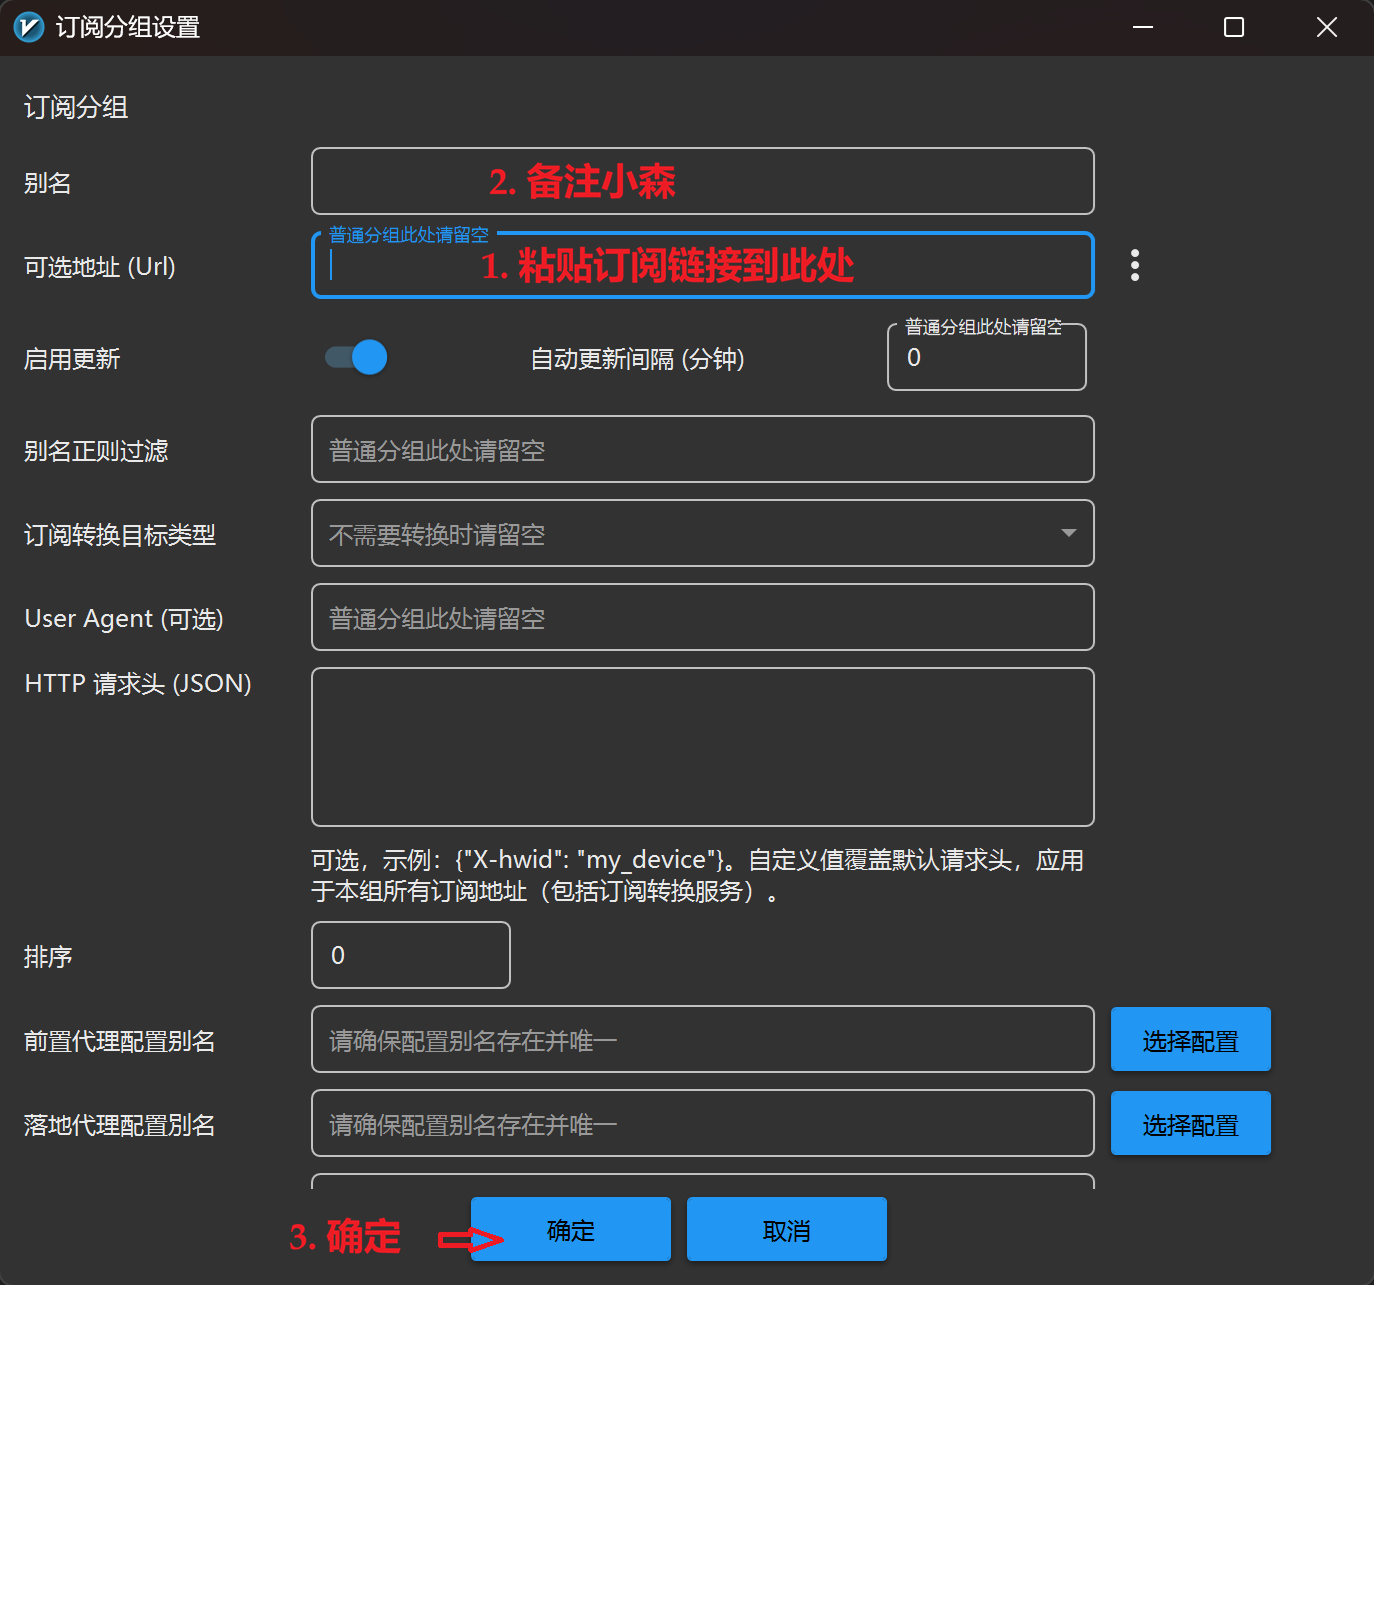 订阅分组设置
订阅分组
别名
2. 备注小森
普通分组此处请留空
可选地址 (Url)
1. 粘贴订阅链接到此处
启用更新
自动更新间隔 (分钟)
普通分组此处请留空
0
别名正则过滤
普通分组此处请留空
订阅转换目标类型
不需要转换时请留空
User Agent (可选)
普通分组此处请留空
HTTP 请求头 (JSON)
可选，示例：{"X-hwid": "my_device"}。自定义值覆盖默认请求头，应用
于本组所有订阅地址（包括订阅转换服务）。
排序
0
前置代理配置别名
请确保配置别名存在并唯一
选择配置
落地代理配置別名
请确保配置别名存在并唯一
选择配置
3. 确定
确定
取消